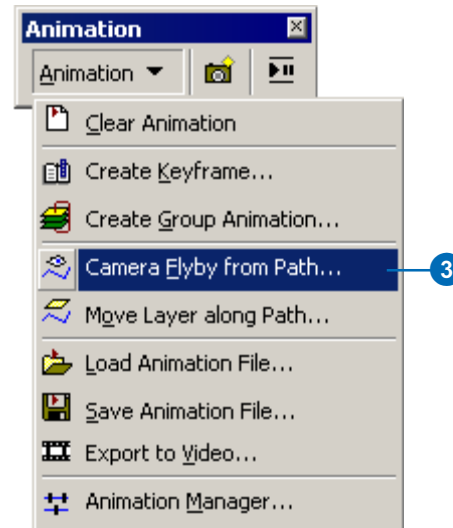 Animation
Animation
Clear Animation
Create Keyframe...
Create Group Animation...
Camera Flyby from Path...
3
Move Layer along Path...
Load Animation File...
Save Animation File...
Export to Video...
Animation Manager...